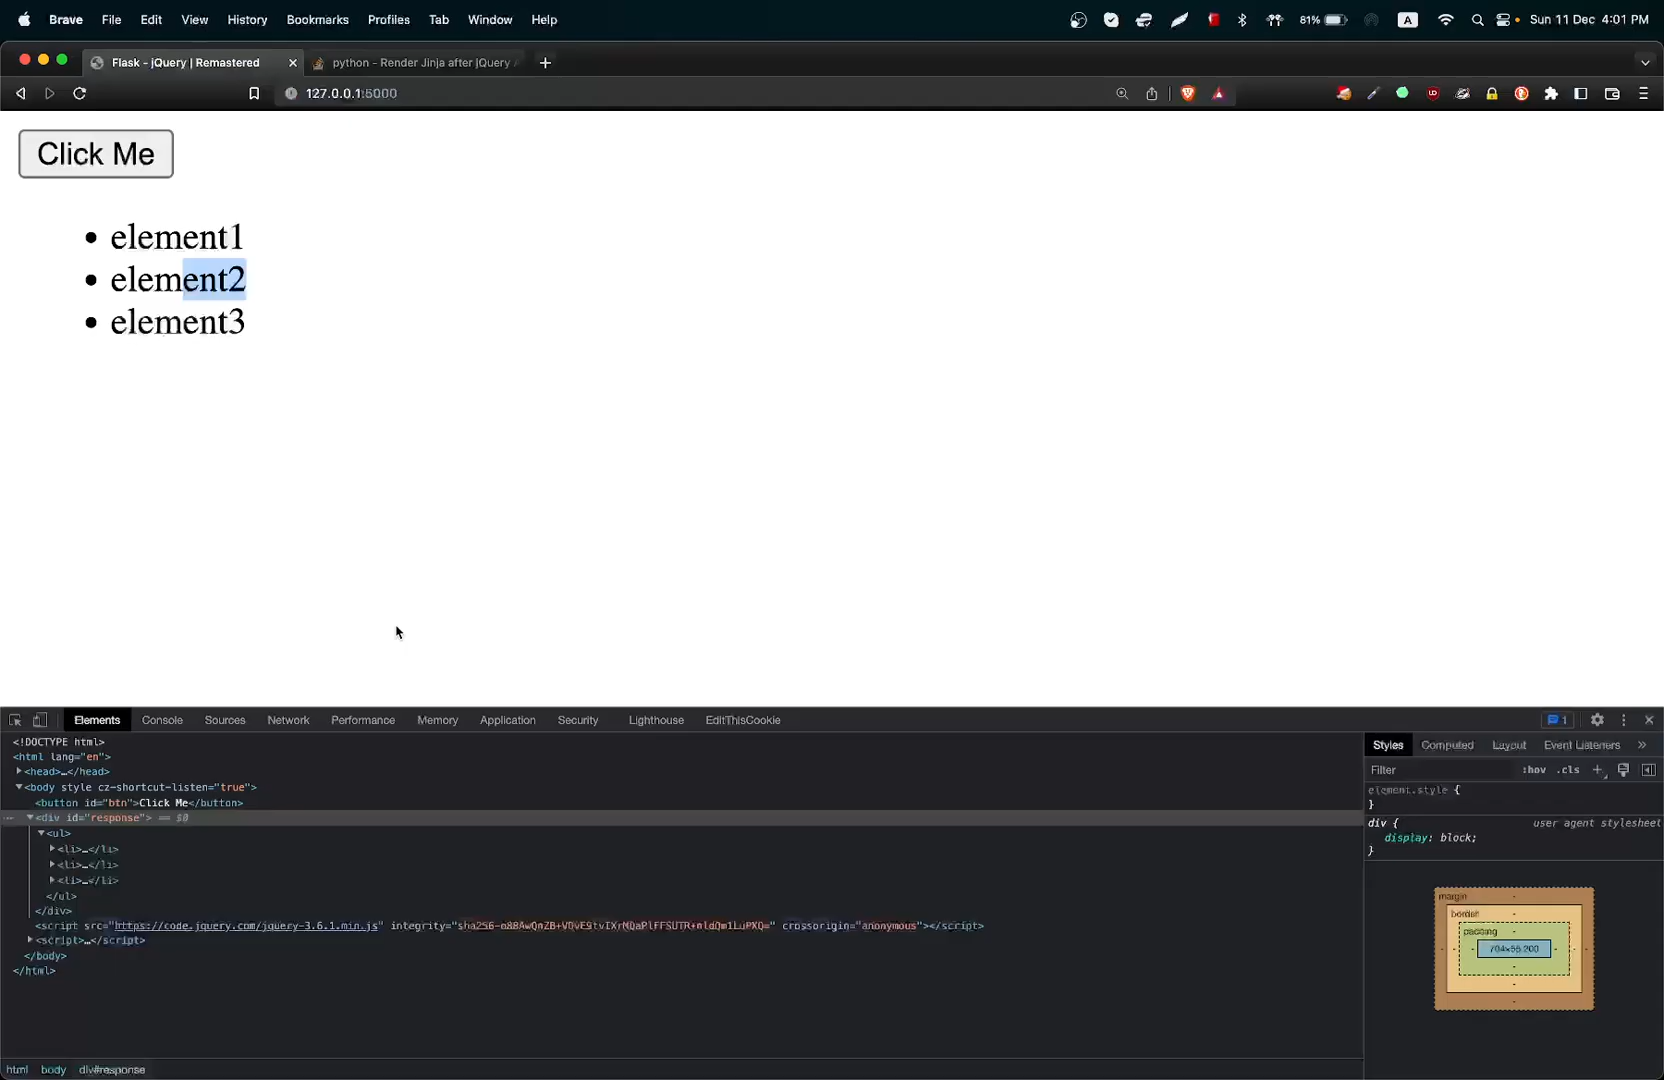 Brave File Edit View History Bookmarks Profiles Tab Window Help 81% A Sun 11 Dec 4:01 PM
Flask - jQuery | Remastered python - Render Jinja after jQuery
127.0.0.1:5000
Click Me
element1
element2
element3
Elements Console Sources Network Performance Memory Application Security Lighthouse EditThisCookie 1
<!DOCTYPE html>
<html lang="en">
<head>…</head>
<body style cz-shortcut-listen="true">
<button id="btn">Click Me</button>
<div id="response"> == $0
<ul>
<li>…</li>
<li>…</li>
<li>…</li>
</ul>
</div>
<script src="https://code.jquery.com/jquery-3.6.1.min.js" crossorigin="anonymous"></script>
<script>…</script>
</body>
</html>
html body div#response
Styles Computed Layout Event Listeners »
Filter :hov .cls +
element.style {
}
div { user agent stylesheet
display: block;
}
margin -
border -
padding -
- - - 704×55.200 - - -
-
-
-